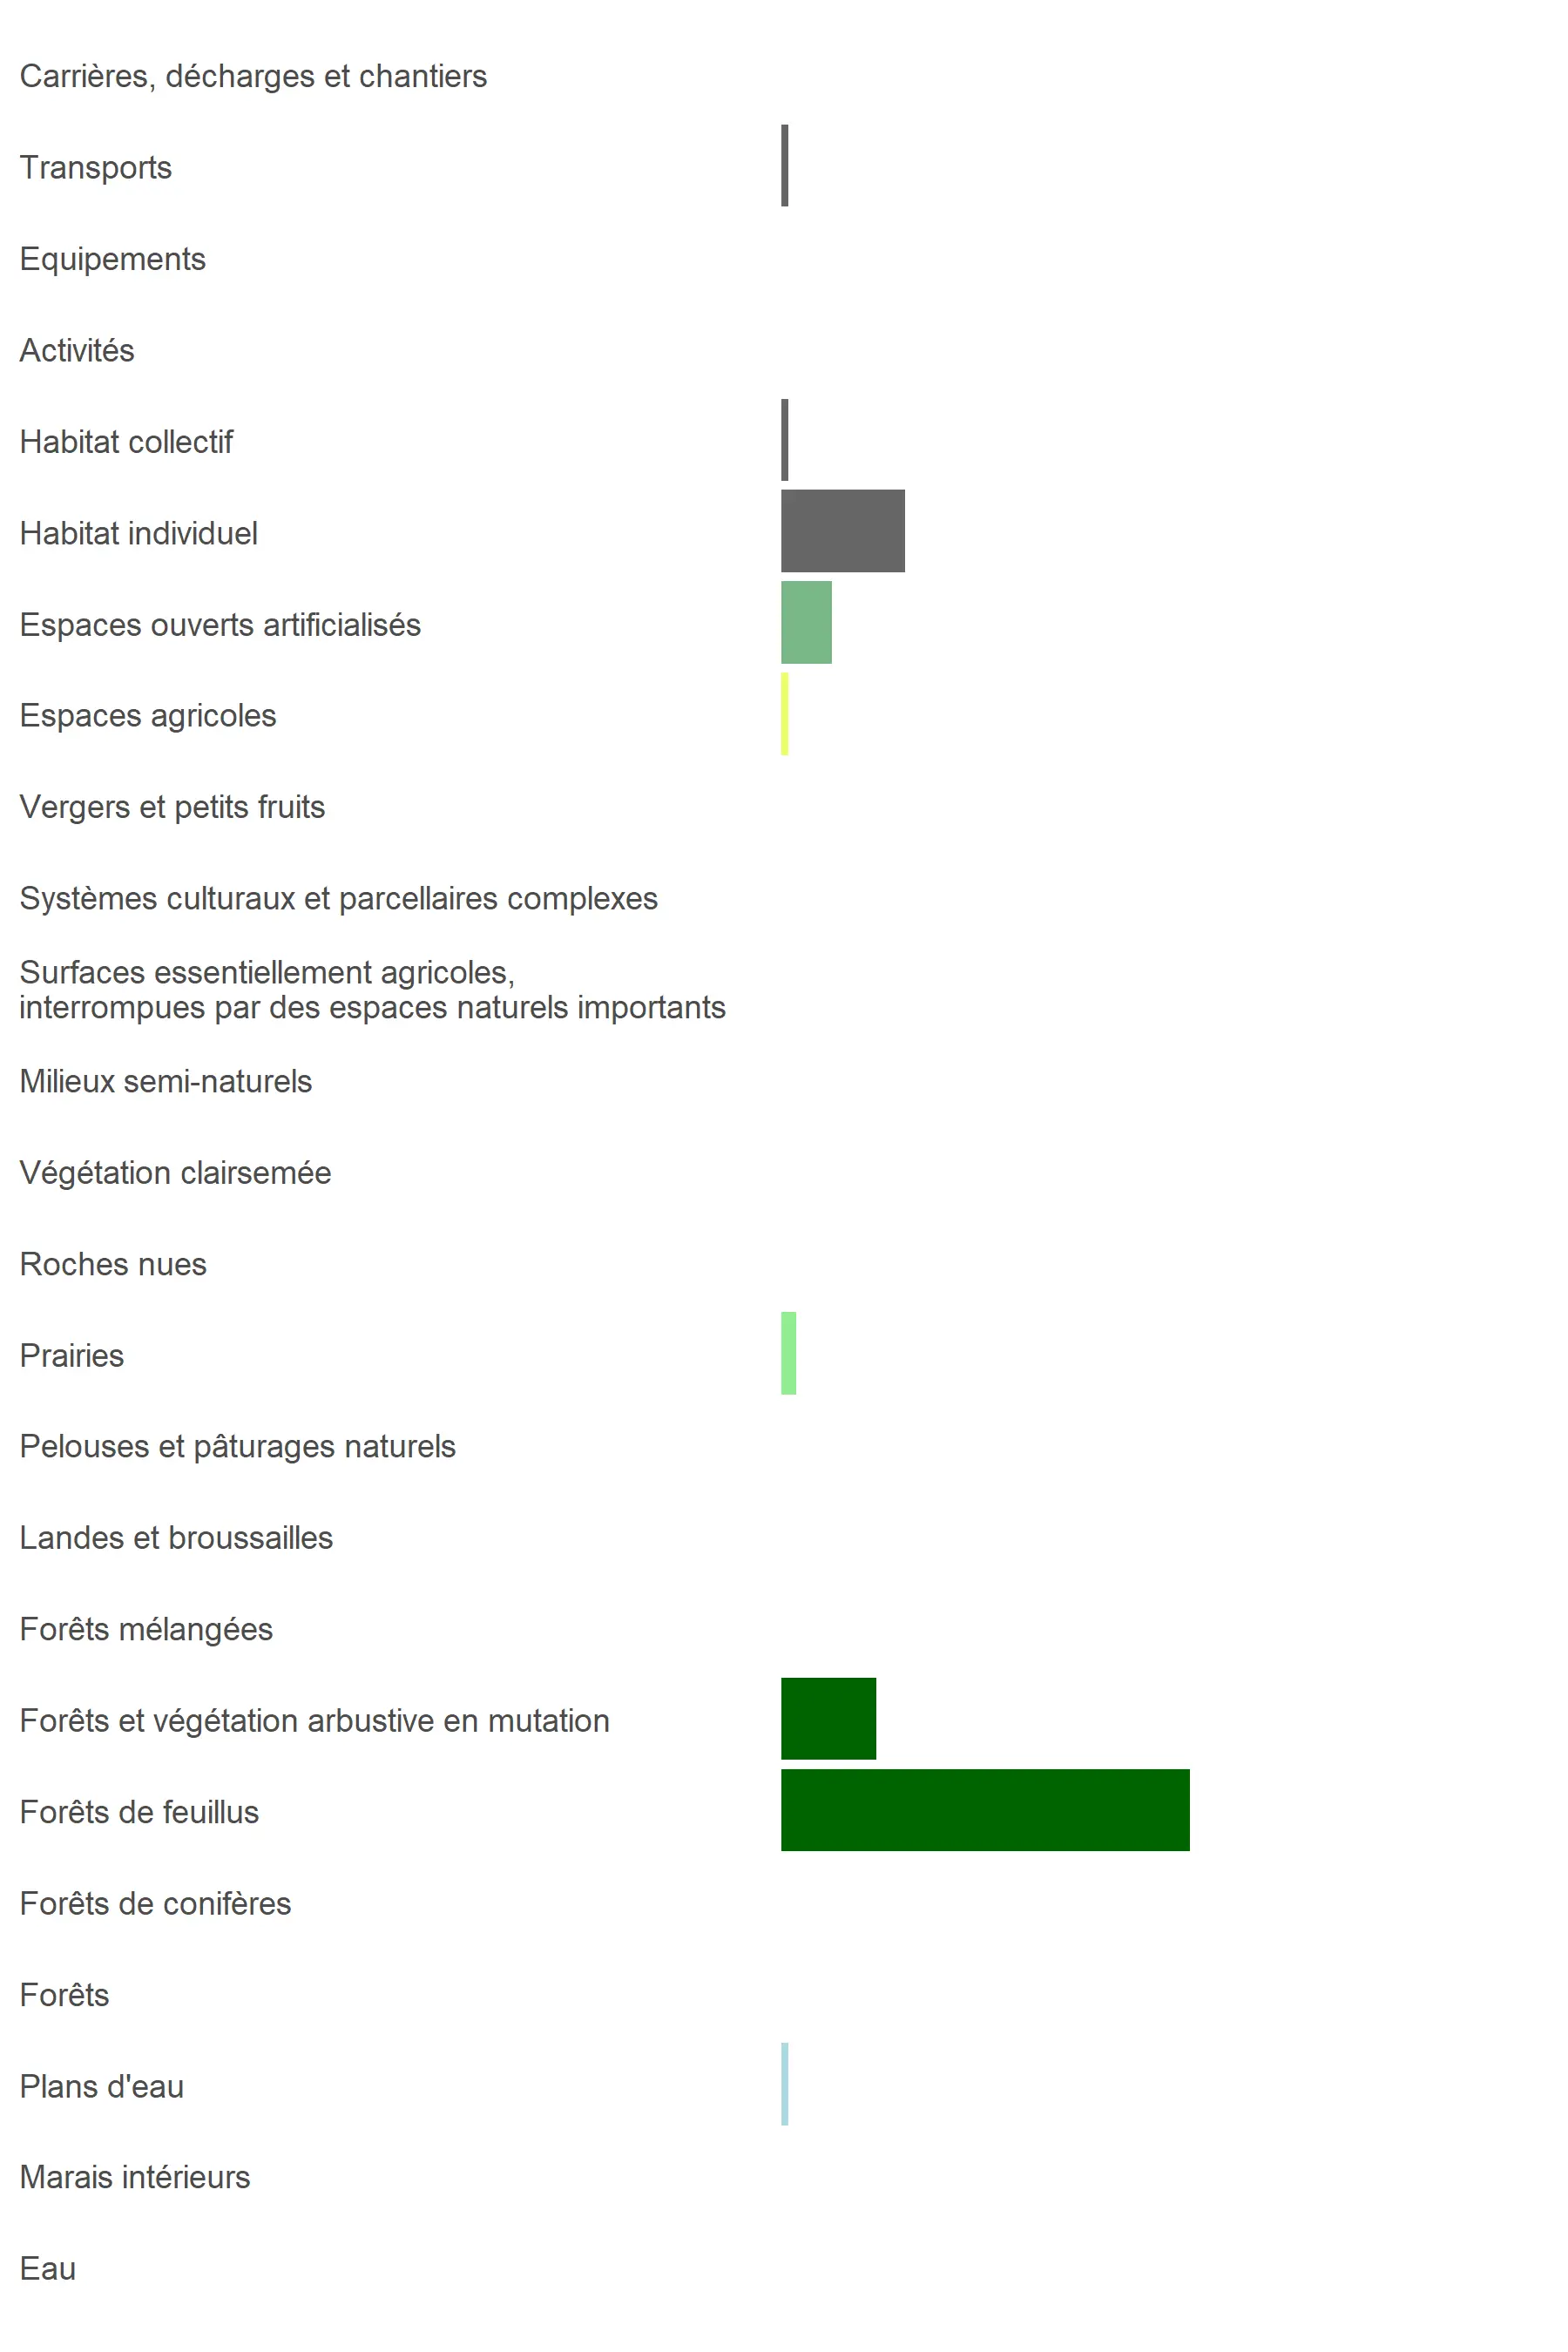 Carrières, décharges et chantiers
Transports
Equipements
Activités
Habitat collectif
Habitat individuel
Espaces ouverts artificialisés
Espaces agricoles
Vergers et petits fruits
Systèmes culturaux et parcellaires complexes
Surfaces essentiellement agricoles,
interrompues par des espaces naturels importants
Milieux semi-naturels
Végétation clairsemée
Roches nues
Prairies
Pelouses et pâturages naturels
Landes et broussailles
Forêts mélangées
Forêts et végétation arbustive en mutation
Forêts de feuillus
Forêts de conifères
Forêts
Plans d'eau
Marais intérieurs
Eau